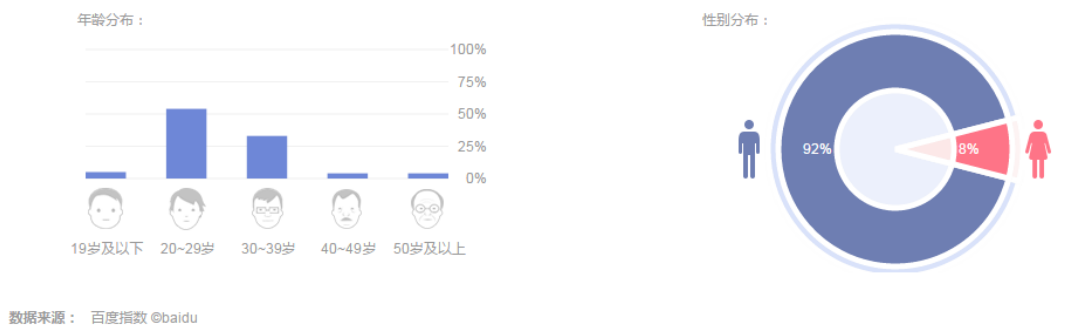 年龄分布：
100%
75%
50%
25%
0%
19岁及以下 20~29岁 30~39岁 40~49岁 50岁及以上
性别分布：
92% 8%
数据来源： 百度指数 ©baidu